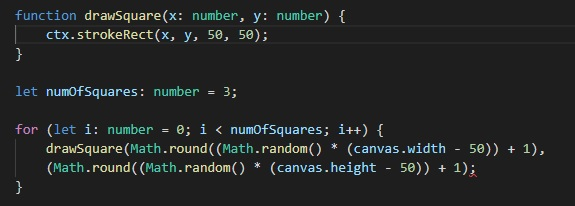 function drawSquare(x: number, y: number) {
    ctx.strokeRect(x, y, 50, 50);
}

let numOfSquares: number = 3;

for (let i: number = 0; i < numOfSquares; i++) {
    drawSquare(Math.round((Math.random() * (canvas.width - 50)) + 1),
    (Math.round((Math.random() * (canvas.height - 50)) + 1);
}